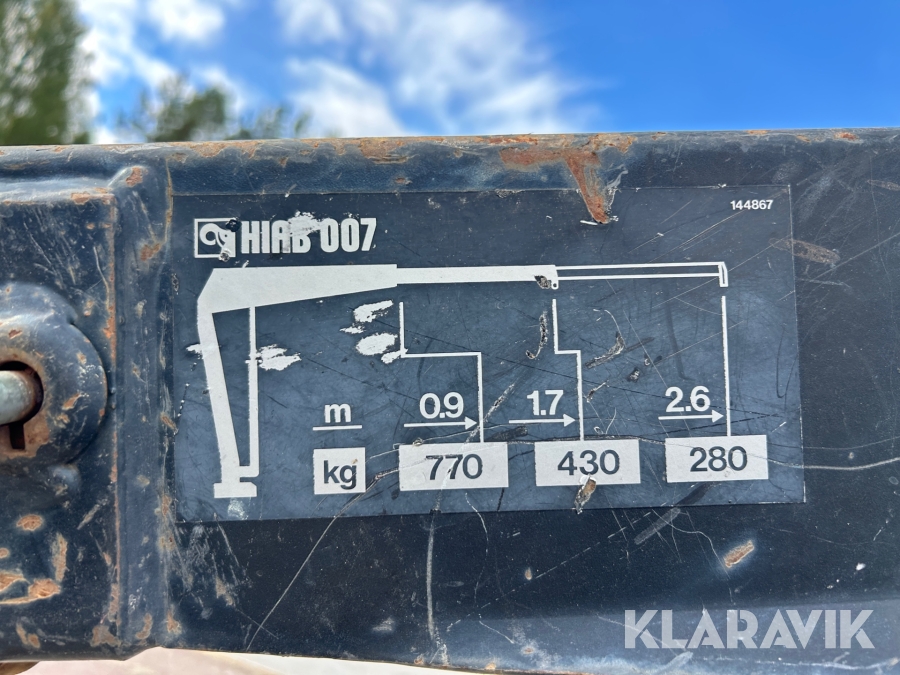 144867
HIAB 007
m 0.9 1.7 2.6
kg 770 430 280
KLARAVIK